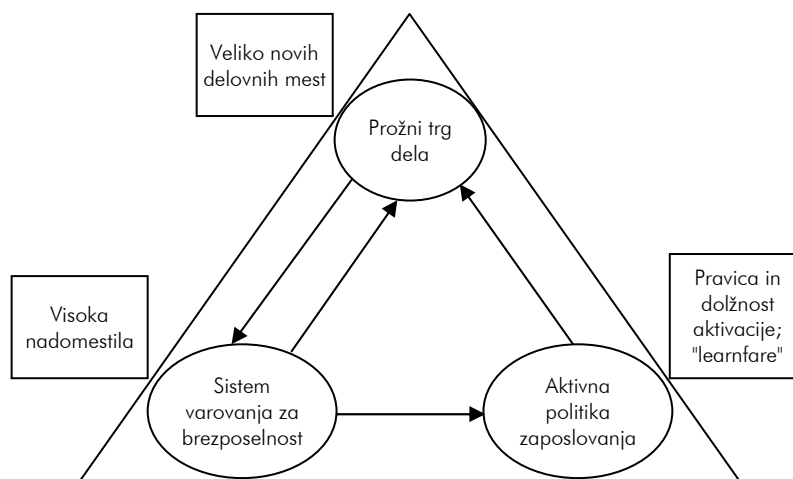 Veliko novih
delovnih mest
Prožni trg
dela
Visoka
nadomestila
Pravica in
dolžnost
aktivacije;
"learnfare"
Sistem
varovanja za
brezposelnost
Aktivna
politika
zaposlovanja